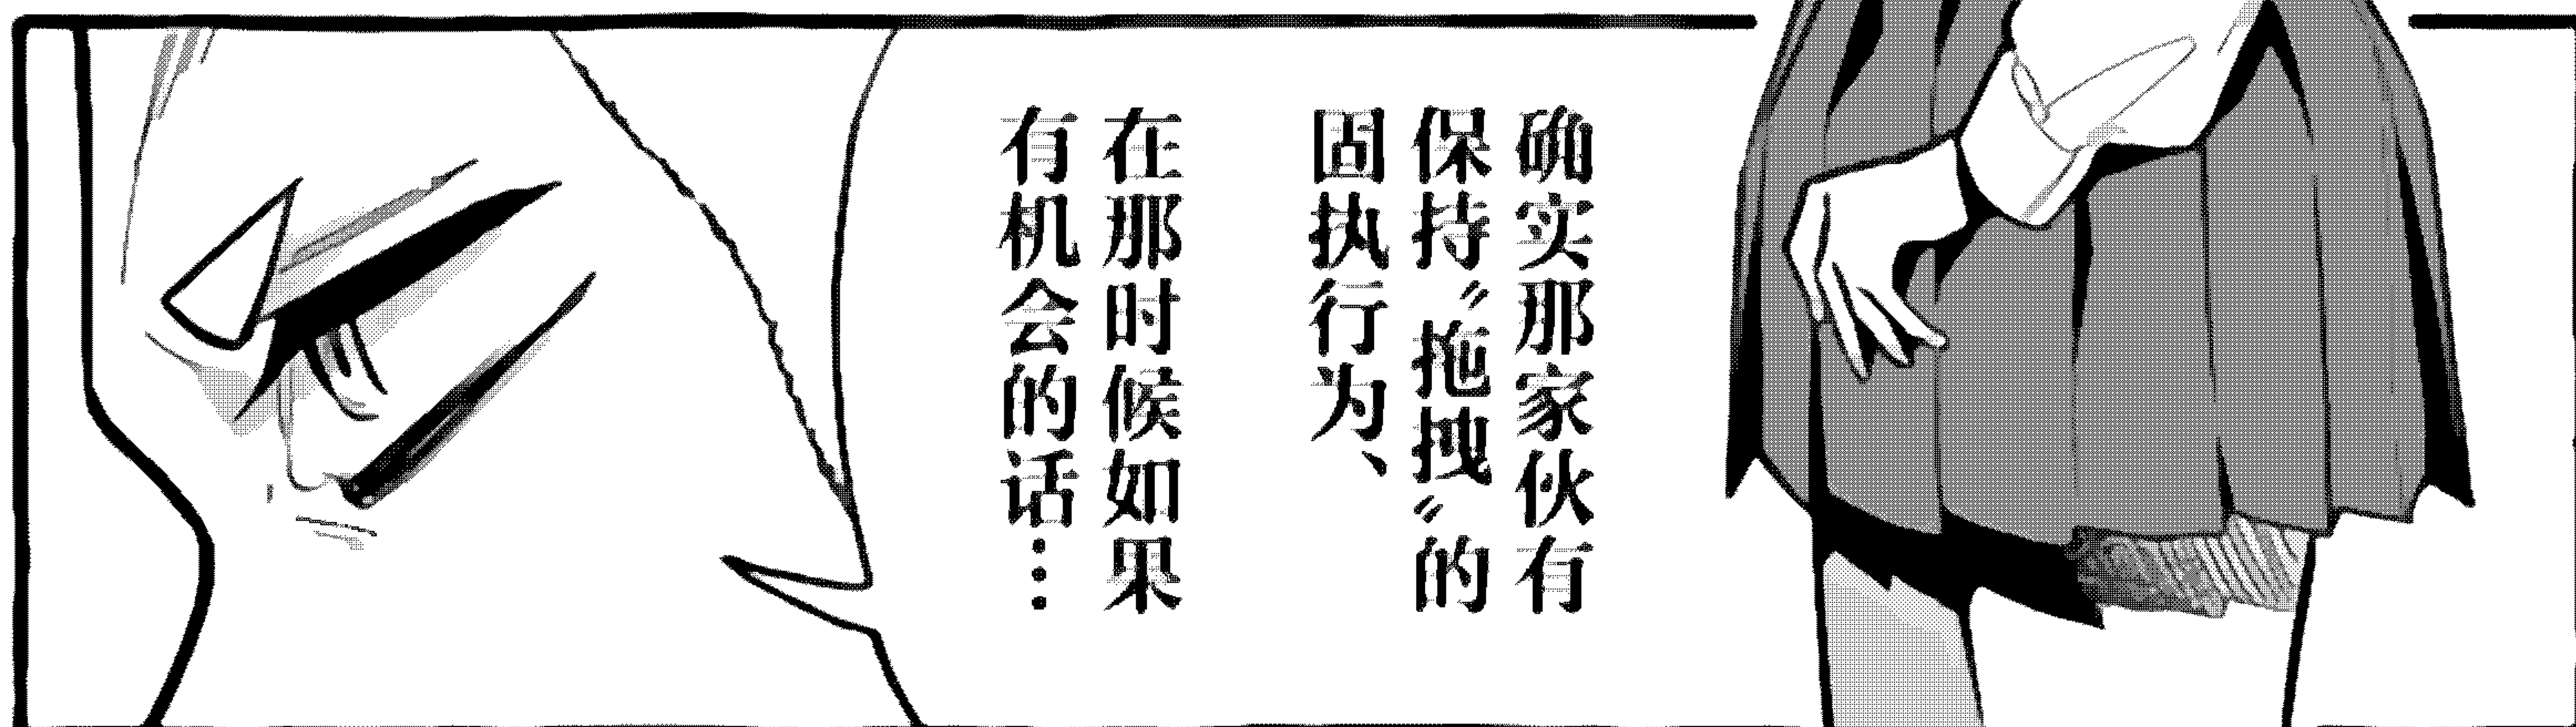 确实那家伙有
保持〝拖拽〞的
固执行为、
在那时候如果
有机会的话…